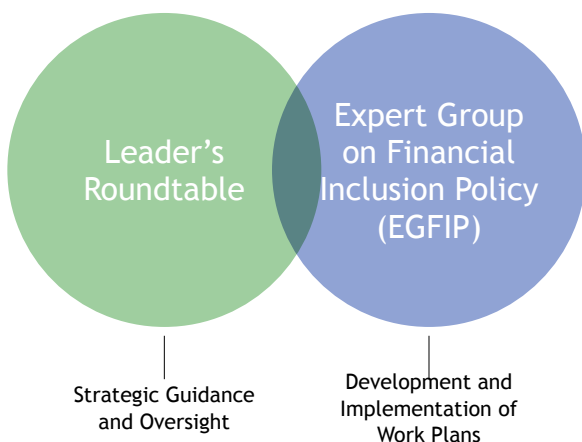 Leader’s
Roundtable
Expert Group
on Financial
Inclusion Policy
(EGFIP)
Strategic Guidance
and Oversight
Development and
Implementation of
Work Plans